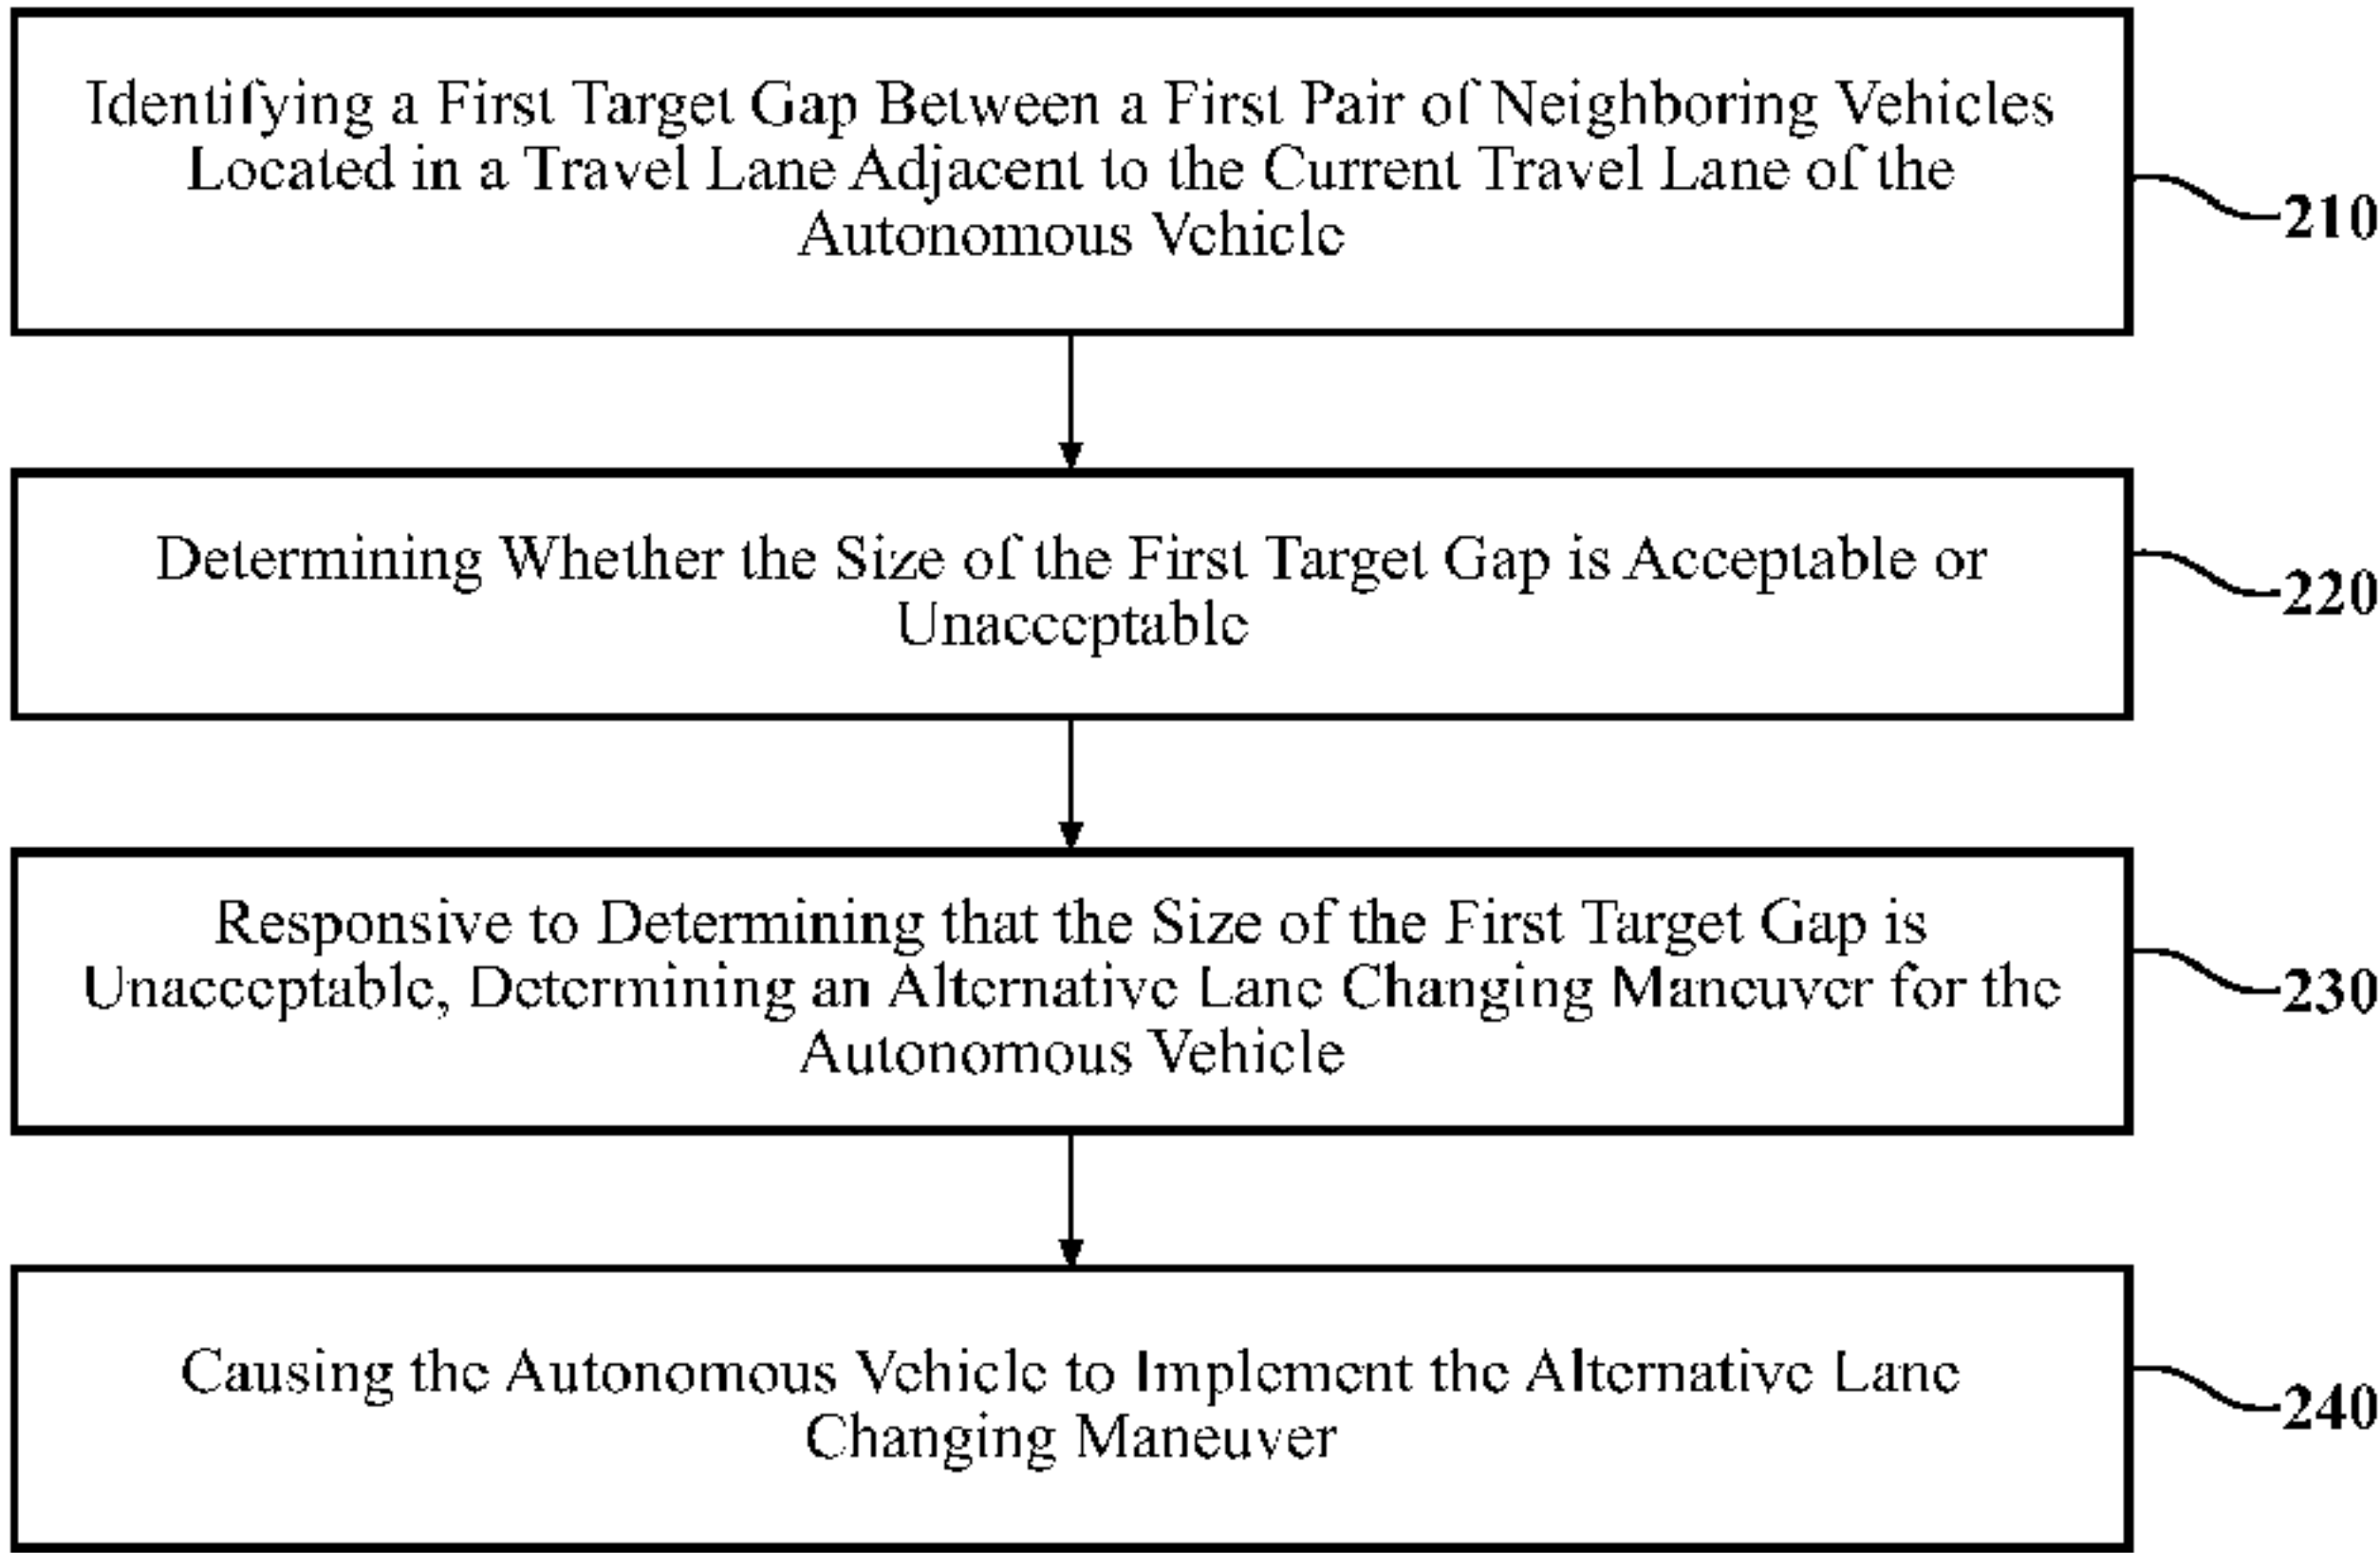 Identifying a First Target Gap Between a First Pair of Neighboring Vehicles
Located in a Travel Lane Adjacent to the Current Travel Lane of the
Autonomous Vehicle
210
Determining Whether the Size of the First Target Gap is Acceptable or
Unacceptable
220
Responsive to Determining that the Size of the First Target Gap is
Unacceptable, Determining an Alternative Lane Changing Maneuver for the
Autonomous Vehicle
230
Causing the Autonomous Vehicle to Implement the Alternative Lane
Changing Maneuver
240